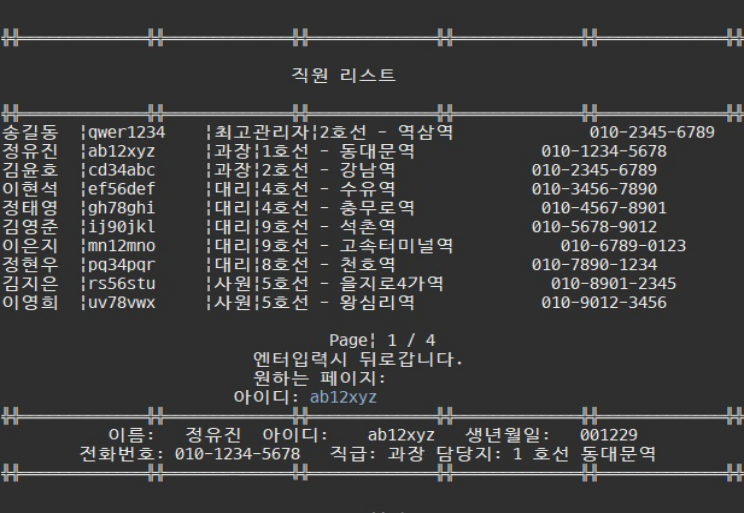 직원 리스트
송길동 ¦qwer1234 ¦최고관리자¦2호선 - 역삼역 010-2345-6789
정유진 ¦ab12xyz ¦과장¦1호선 - 동대문역 010-1234-5678
김윤호 ¦cd34abc ¦과장¦2호선 - 강남역 010-2345-6789
이현석 ¦ef56def ¦대리¦4호선 - 수유역 010-3456-7890
정태영 ¦gh78ghi ¦대리¦4호선 - 충무로역 010-4567-8901
김영준 ¦ij90jkl ¦대리¦9호선 - 석촌역 010-5678-9012
이은지 ¦mn12mno ¦대리¦9호선 - 고속터미널역 010-6789-0123
정현우 ¦pq34pqr ¦대리¦8호선 - 천호역 010-7890-1234
김지은 ¦rs56stu ¦사원¦5호선 - 을지로4가역 010-8901-2345
이영희 ¦uv78vwx ¦사원¦5호선 - 왕심리역 010-9012-3456
Page¦ 1 / 4
엔터입력시 뒤로갑니다.
원하는 페이지:
아이디: ab12xyz
이름: 정유진 아이디: ab12xyz 생년월일: 001229
전화번호: 010-1234-5678 직급: 과장 담당지: 1 호선 동대문역